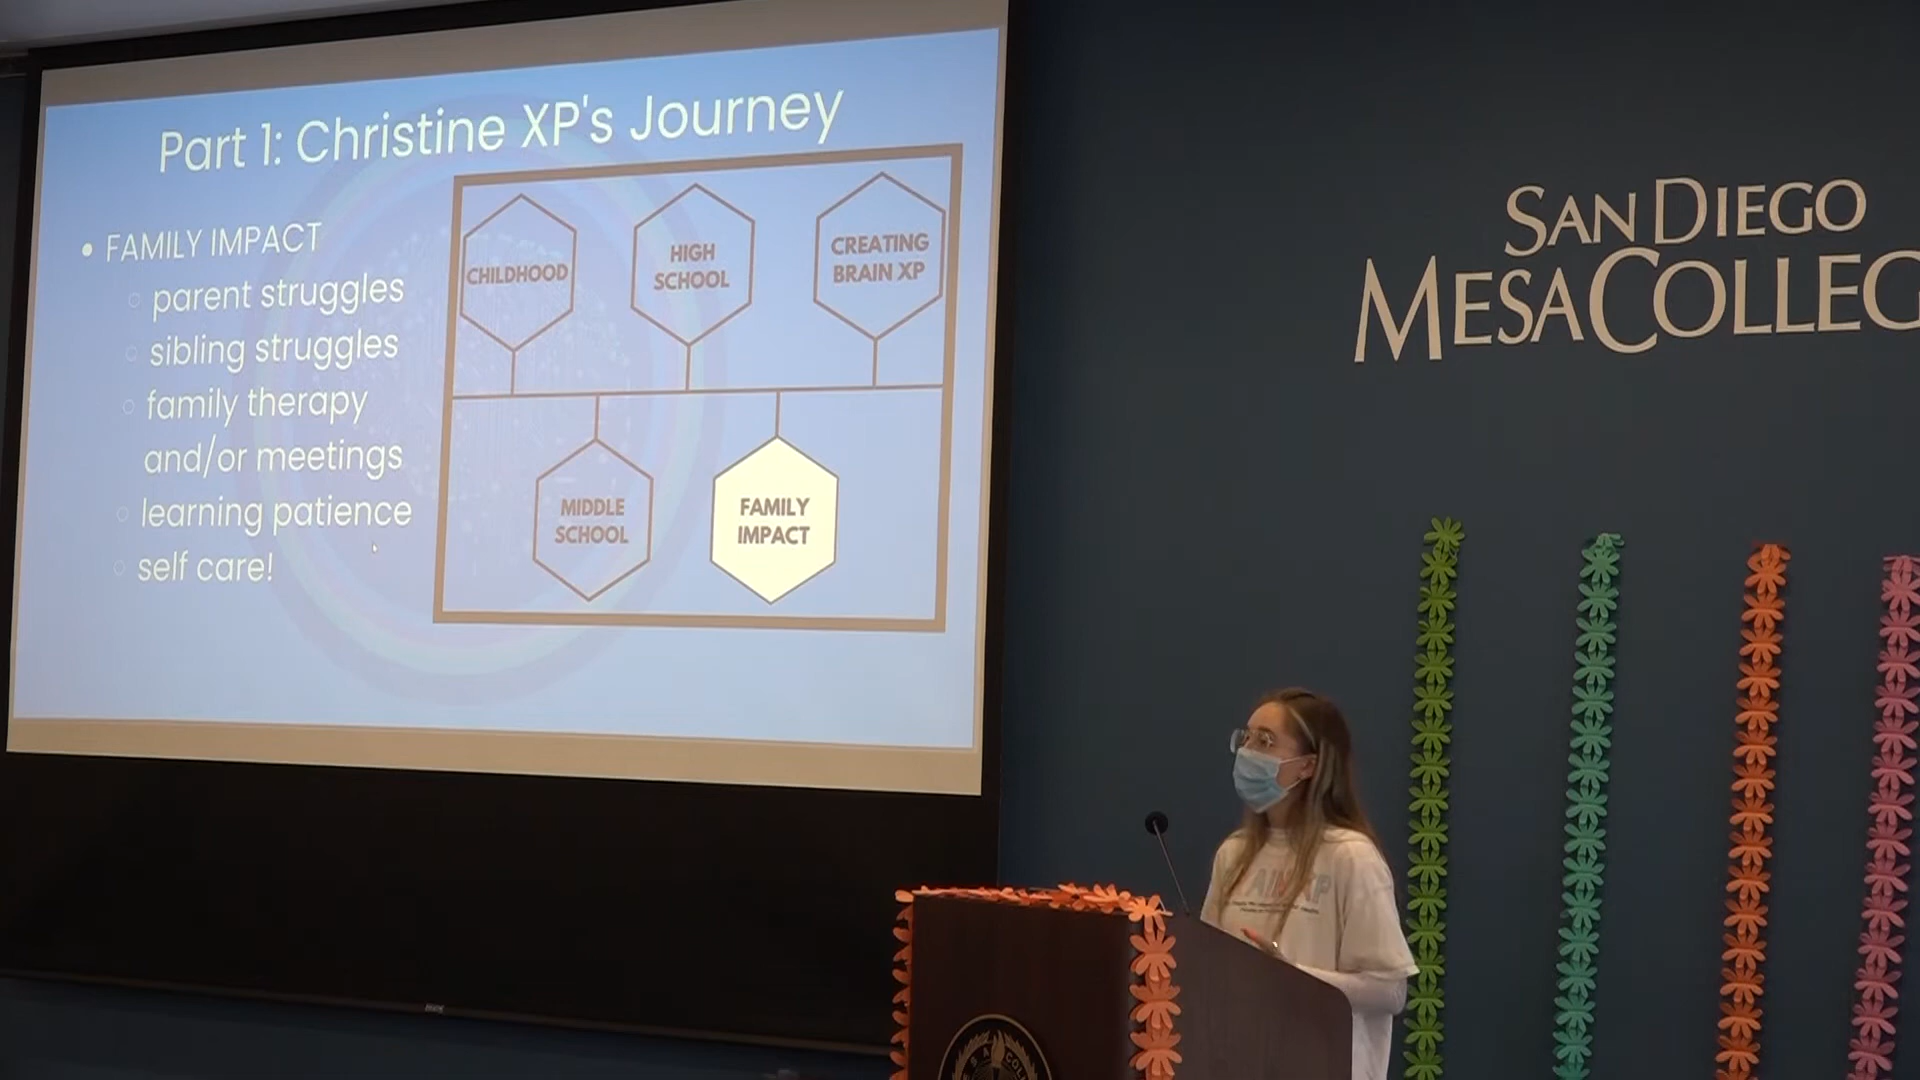 Part 1: Christine XP's Journey
• FAMILY IMPACT
○ parent struggles
○ sibling struggles
○ family therapy
and/or meetings
○ learning patience
○ self care!
CHILDHOOD
HIGH
SCHOOL
CREATING
BRAIN XP
MIDDLE
SCHOOL
FAMILY
IMPACT
SAN DIEGO
MESA COLLEG